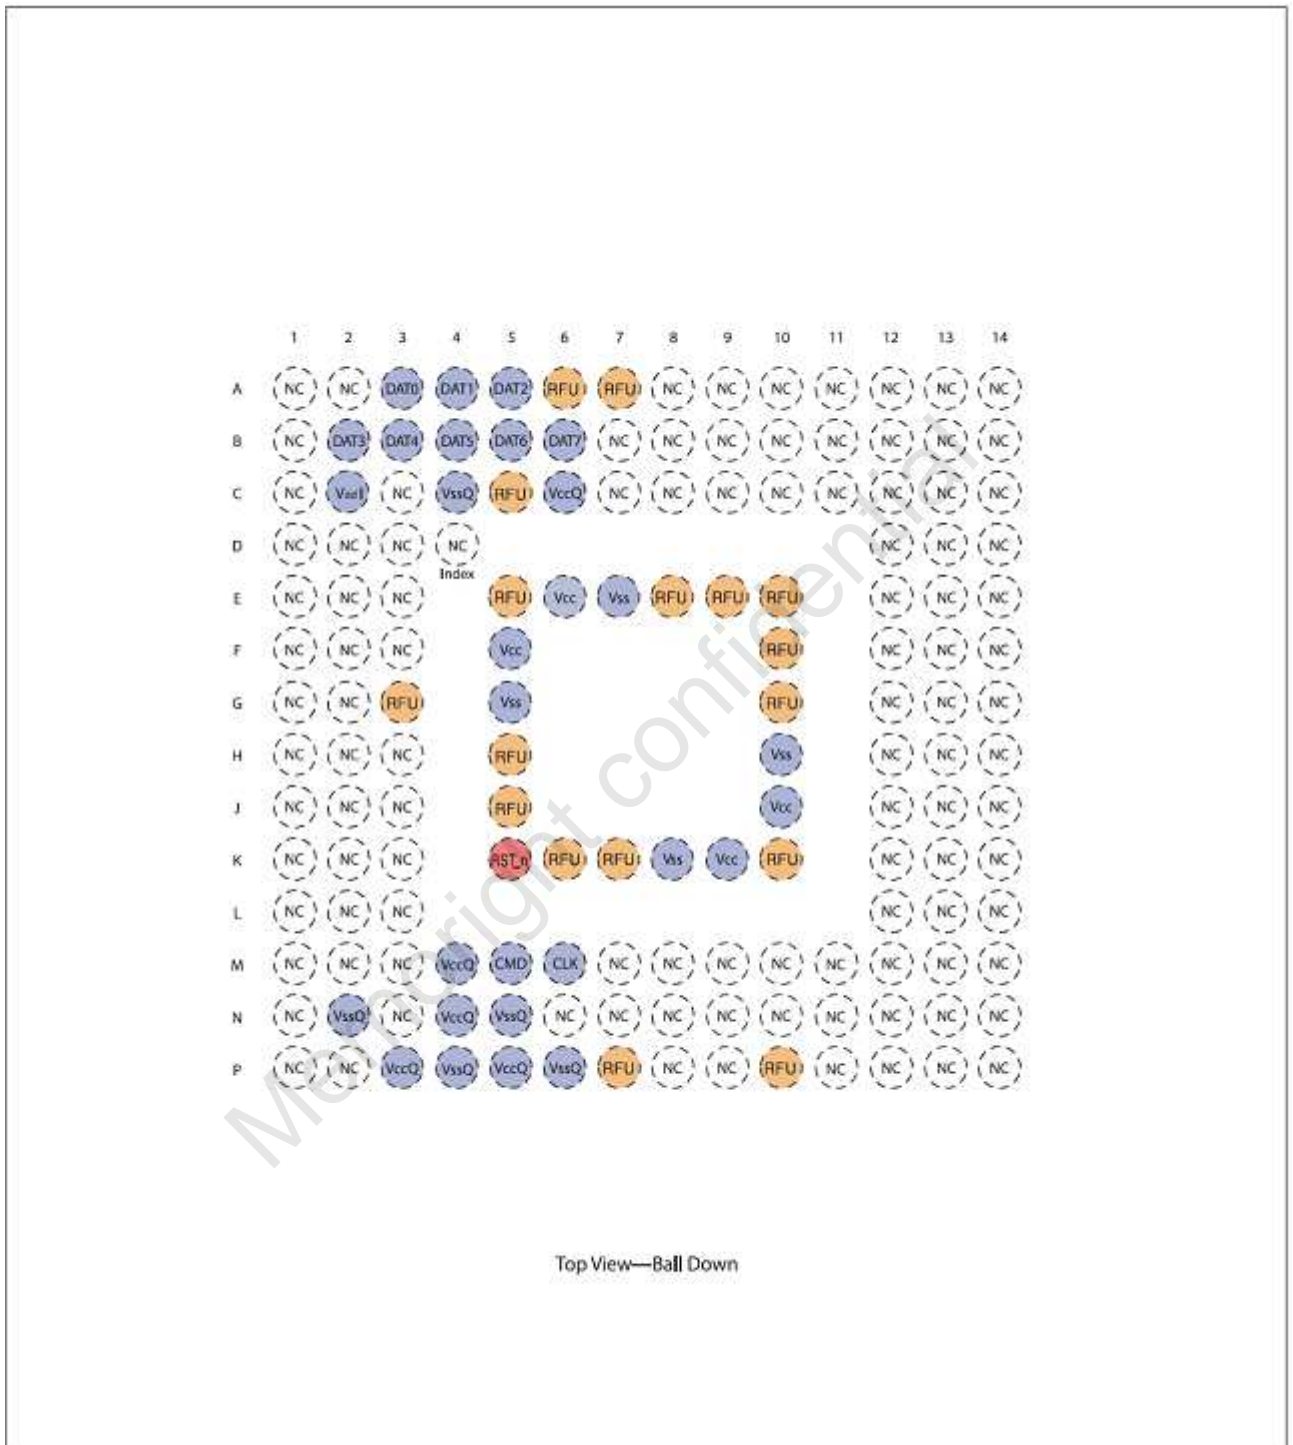 1 2 3 4 5 6 7 8 9 10 11 12 13 14
A NC NC DAT0 DAT1 DAT2 RFU RFU NC NC NC NC NC NC NC
B NC DAT3 DAT4 DAT5 DAT6 DAT7 NC NC NC NC NC NC NC NC
C NC NC VssQ RFU VccQ NC NC NC NC NC NC NC NC
D NC NC NC NC NC NC NC
Index
E NC NC NC RFU Vcc Vss RFU RFU RFU NC NC NC
F NC NC NC Vcc RFU NC NC NC
G NC NC RFU Vss RFU NC NC NC
H NC NC NC RFU Vss NC NC NC
J NC NC NC RFU Vcc NC NC NC
K NC NC NC RST_n RFU RFU Vss Vcc RFU NC NC NC
L NC NC NC NC NC NC
M NC NC NC VccQ CMD CLK NC NC NC NC NC NC NC NC
N NC VssQ NC VccQ VssQ NC NC NC NC NC NC NC NC NC
P NC NC VccQ VssQ VccQ VssQ RFU NC NC RFU NC NC NC NC
Memoright confidential
Top View—Ball Down